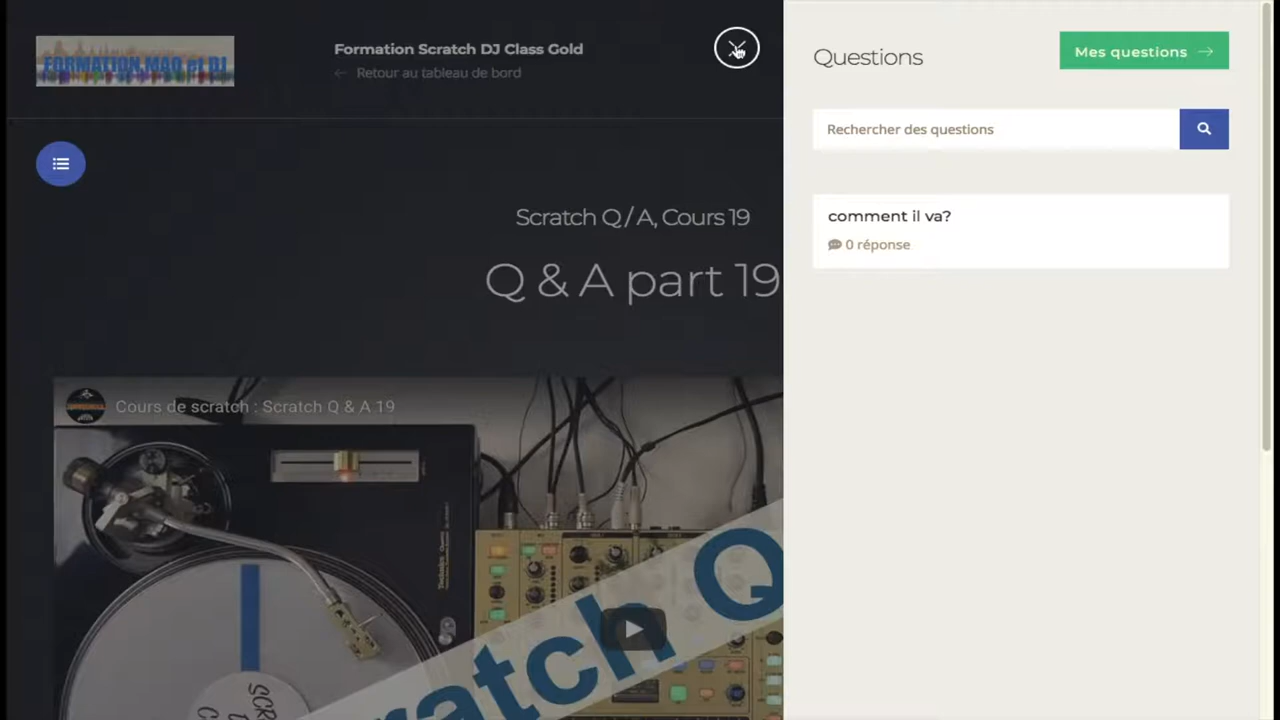 FORMATION MAO et DJ
Formation Scratch DJ Class Gold
← Retour au tableau de bord
Scratch Q / A, Cours 19
Q & A part 19
Cours de scratch : Scratch Q & A 19
ratch Q
Questions
Mes questions →
Rechercher des questions
comment il va?
0 réponse